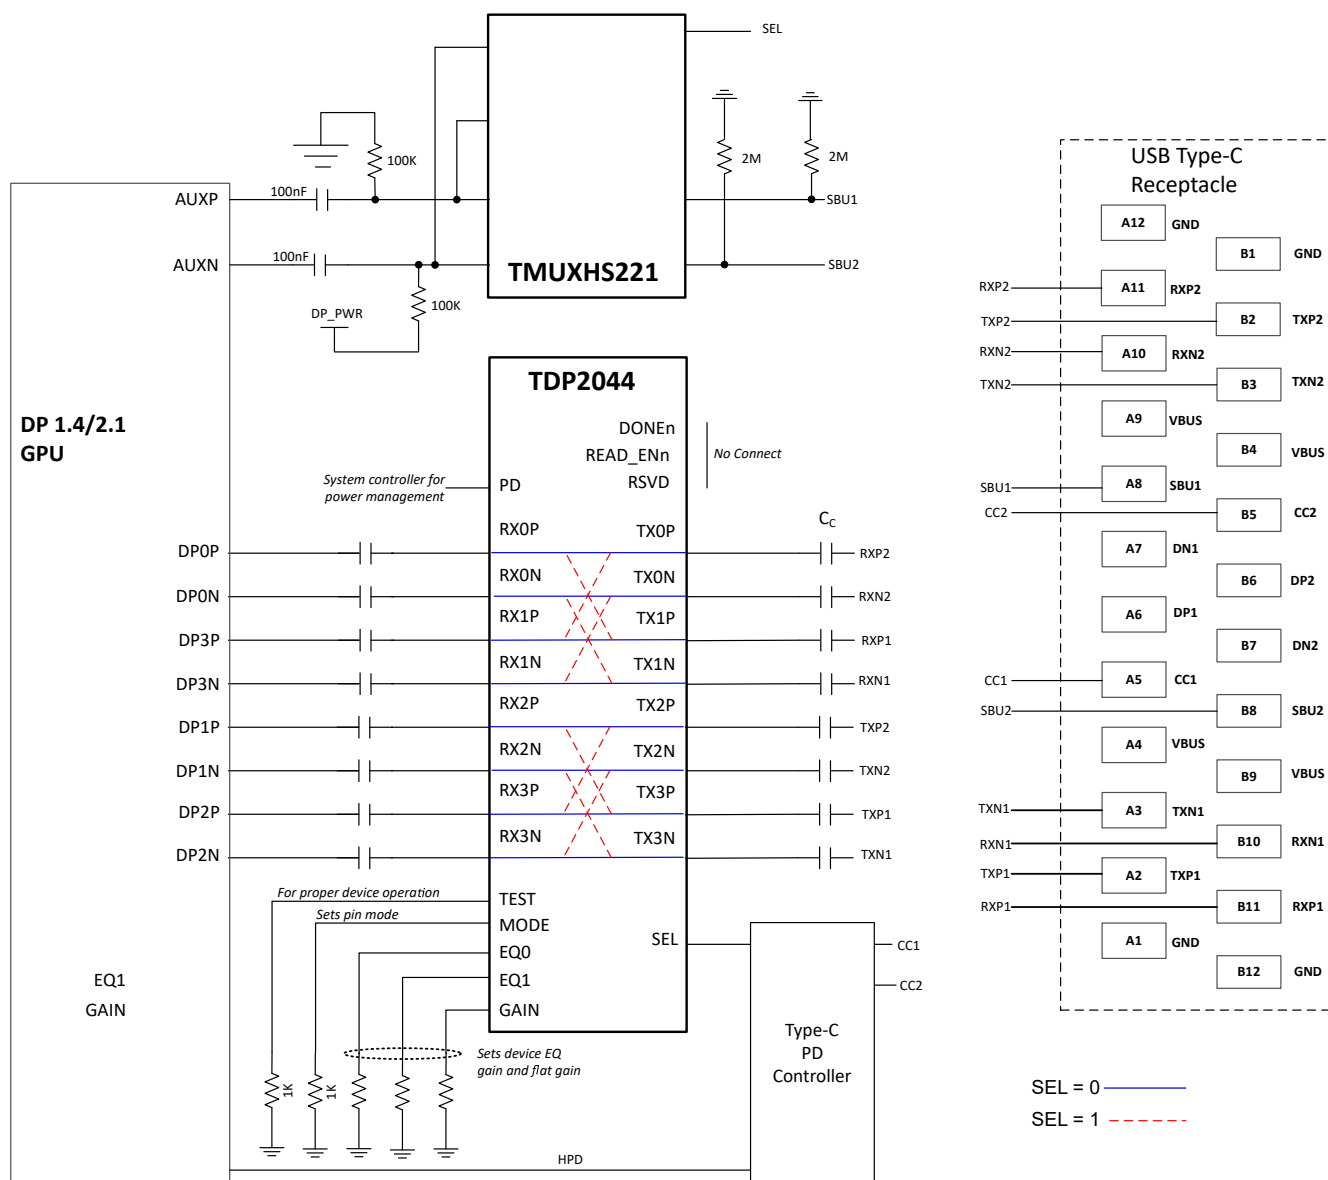 SEL
2M
2M
100K
100nF
AUXP
SBU1
100nF
AUXN
SBU2
TMUXHS221
100K
DP_PWR
DP 1.4/2.1
GPU
TDP2044
DONEn
READ_ENn
RSVD
No Connect
System controller for
power management
PD
CC
RX0P
TX0P
DP0P
RXP2
RX0N
TX0N
DP0N
RXN2
RX1P
TX1P
DP3P
RXP1
RX1N
TX1N
DP3N
RXN1
RX2P
TX2P
DP1P
TXP2
RX2N
TX2N
DP1N
TXN2
RX3P
TX3P
DP2P
TXP1
RX3N
TX3N
DP2N
TXN1
For proper device operation
TEST
Sets pin mode
MODE
EQ0
EQ1
GAIN
SEL
CC1
CC2
EQ1
GAIN
Sets device EQ
gain and flat gain
1K
1K
Type-C
PD
Controller
HPD
USB Type-C
Receptacle
A12 GND
B1 GND
RXP2 A11 RXP2
TXP2 B2 TXP2
RXN2 A10 RXN2
TXN2 B3 TXN2
A9 VBUS
B4 VBUS
SBU1 A8 SBU1
CC2 B5 CC2
A7 DN1
B6 DP2
A6 DP1
B7 DN2
CC1 A5 CC1
SBU2 B8 SBU2
A4 VBUS
B9 VBUS
TXN1 A3 TXN1
RXN1 B10 RXN1
TXP1 A2 TXP1
RXP1 B11 RXP1
A1 GND
B12 GND
SEL = 0
SEL = 1